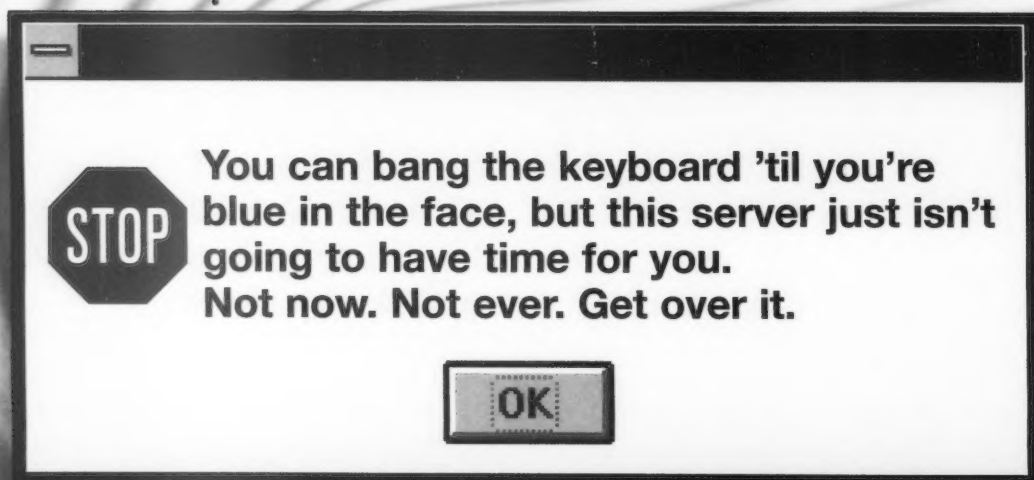 STOP
You can bang the keyboard ’til you're
blue in the face, but this server just isn't
going to have time for you.
Not now. Not ever. Get over it.
OK